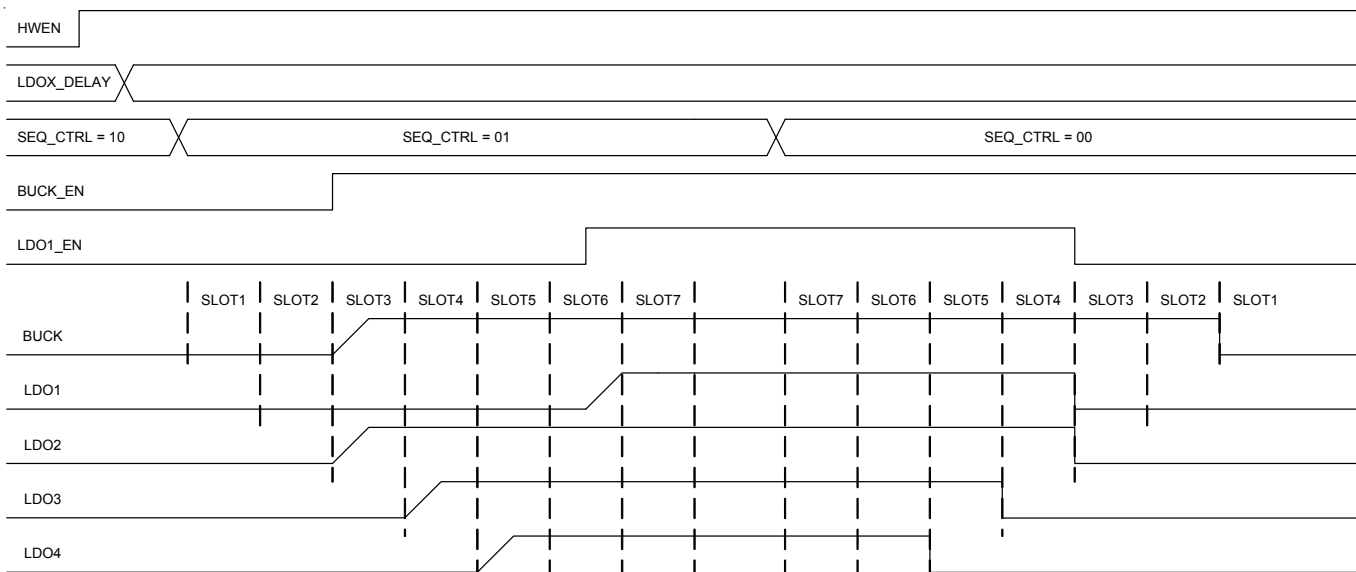 HWEN
LDOX_DELAY
SEQ_CTRL = 10 SEQ_CTRL = 01 SEQ_CTRL = 00
BUCK_EN
LDO1_EN
SLOT1 SLOT2 SLOT3 SLOT4 SLOT5 SLOT6 SLOT7 SLOT7 SLOT6 SLOT5 SLOT4 SLOT3 SLOT2 SLOT1
BUCK
LDO1
LDO2
LDO3
LDO4